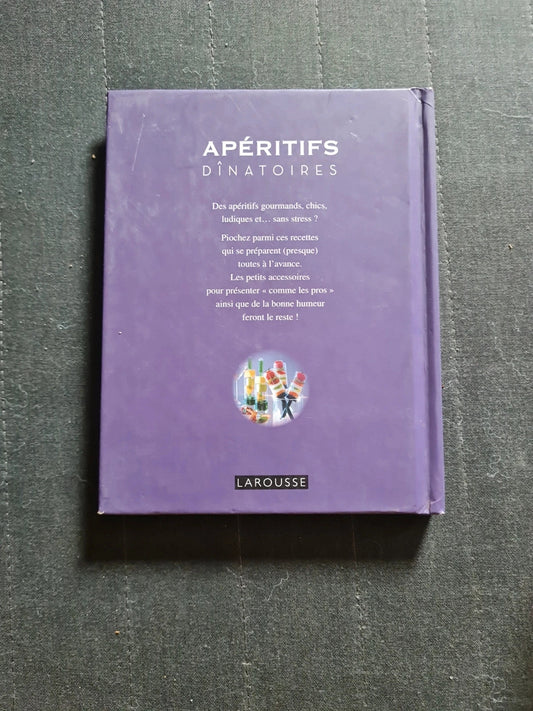 APÉRITIFS
DÎNATOIRES
Des apéritifs gourmands, chics,
ludiques et... sans stress ?
Piochez parmi ces recettes
qui se préparent (presque)
toutes à l'avance.
Les petits accessoires
pour présenter « comme les pros »
ainsi que de la bonne humeur
feront le reste !
LAROUSSE